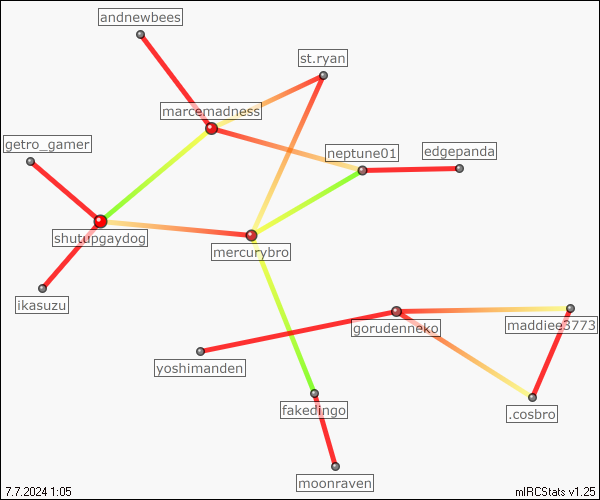 andnewbees
st.ryan
marcemadness
getro_gamer
neptune01
edgepanda
shutupgaydog
mercurybro
ikasuzu
gorudenneko
maddiee3773
yoshimanden
fakedingo
.cosbro
moonraven
7.7.2024 1:05
mIRCStats v1.25